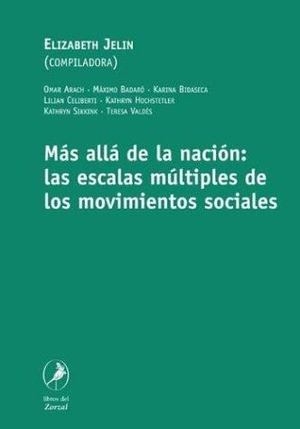 Elizabeth Jelin
(compiladora)
Omar Arach · Máximo Badaró · Karina Bidaseca
Lilian Celiberti · Kathryn Hochstetler
Kathryn Sikkink · Teresa Valdés
Más allá de la nación:
las escalas múltiples de
los movimientos sociales
libros del
Zorzal